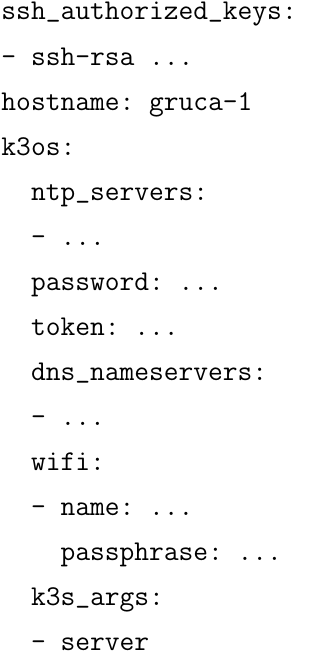 ssh_authorized_keys:
- ssh-rsa ...
hostname: gruca-1
k3os:
  ntp_servers:
  - ...
  password: ...
  token: ...
  dns_nameservers:
  - ...
  wifi:
  - name: ...
    passphrase: ...
  k3s_args:
  - server